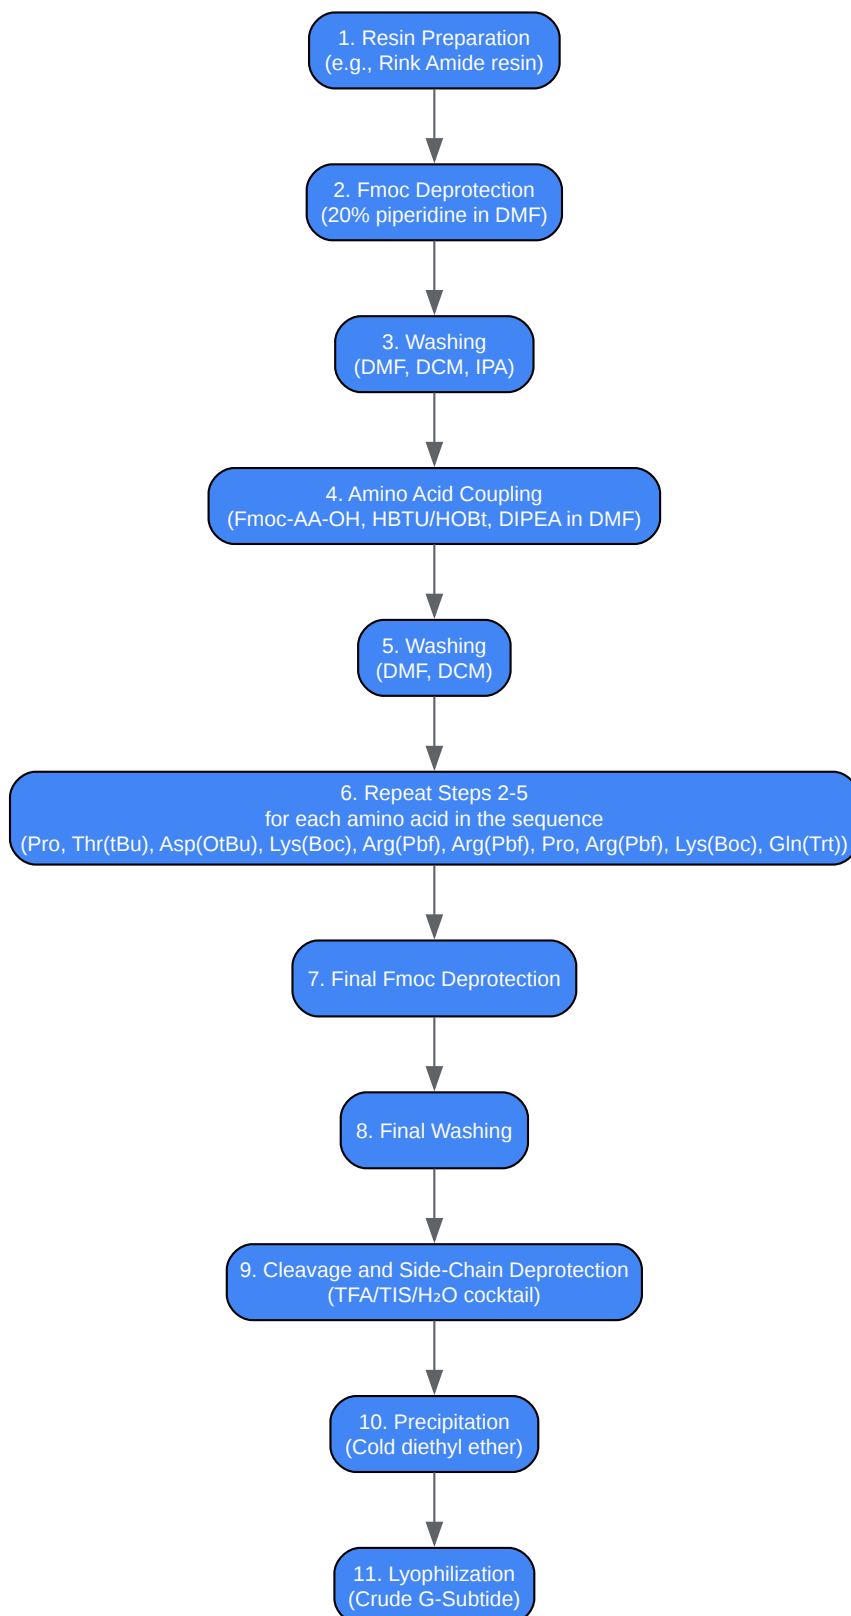 1. Resin Preparation
(e.g., Rink Amide resin)
2. Fmoc Deprotection
(20% piperidine in DMF)
3. Washing
(DMF, DCM, IPA)
4. Amino Acid Coupling
(Fmoc-AA-OH, HBTU/HOBt, DIPEA in DMF)
5. Washing
(DMF, DCM)
6. Repeat Steps 2-5
for each amino acid in the sequence
(Pro, Thr(tBu), Asp(OtBu), Lys(Boc), Arg(Pbf), Arg(Pbf), Pro, Arg(Pbf), Lys(Boc), Gln(Trt))
7. Final Fmoc Deprotection
8. Final Washing
9. Cleavage and Side-Chain Deprotection
(TFA/TIS/H₂O cocktail)
10. Precipitation
(Cold diethyl ether)
11. Lyophilization
(Crude G-Subtide)